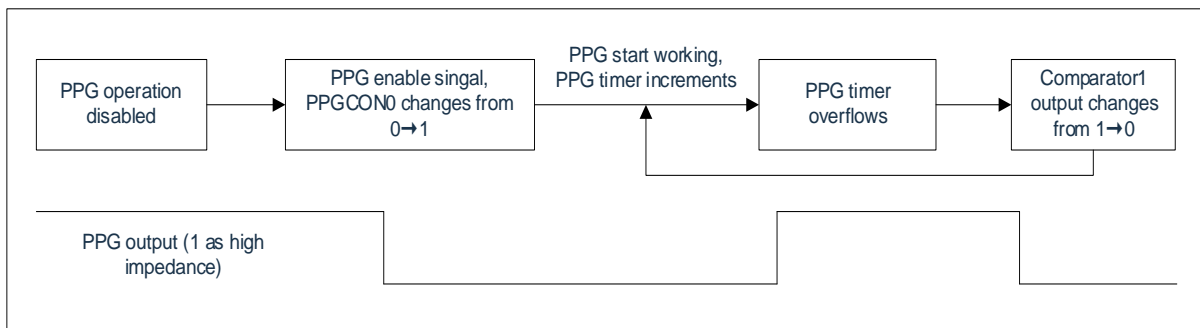 PPG operation
disabled
PPG enable singal,
PPGCON0 changes from
0→1
PPG start working,
PPG timer increments
PPG timer
overflows
Comparator1
output changes
from 1→0
PPG output (1 as high
impedance)